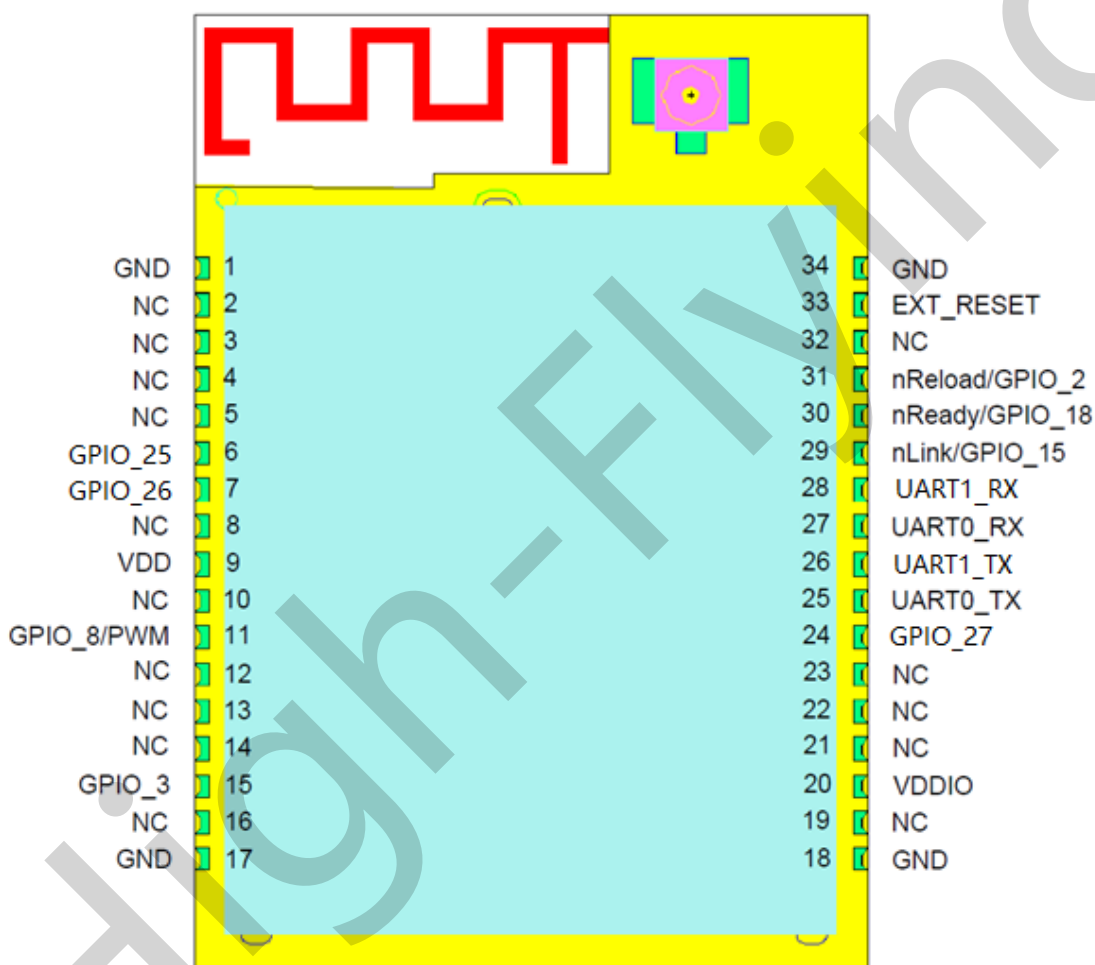 GND 1 34 GND
NC 2 33 EXT_RESET
NC 3 32 NC
NC 4 31 nReload/GPIO_2
NC 5 30 nReady/GPIO_18
GPIO_25 6 29 nLink/GPIO_15
GPIO_26 7 28 UART1_RX
NC 8 27 UART0_RX
VDD 9 26 UART1_TX
NC 10 25 UART0_TX
GPIO_8/PWM 11 24 GPIO_27
NC 12 23 NC
NC 13 22 NC
NC 14 21 NC
GPIO_3 15 20 VDDIO
NC 16 19 NC
GND 17 18 GND
High-Flying